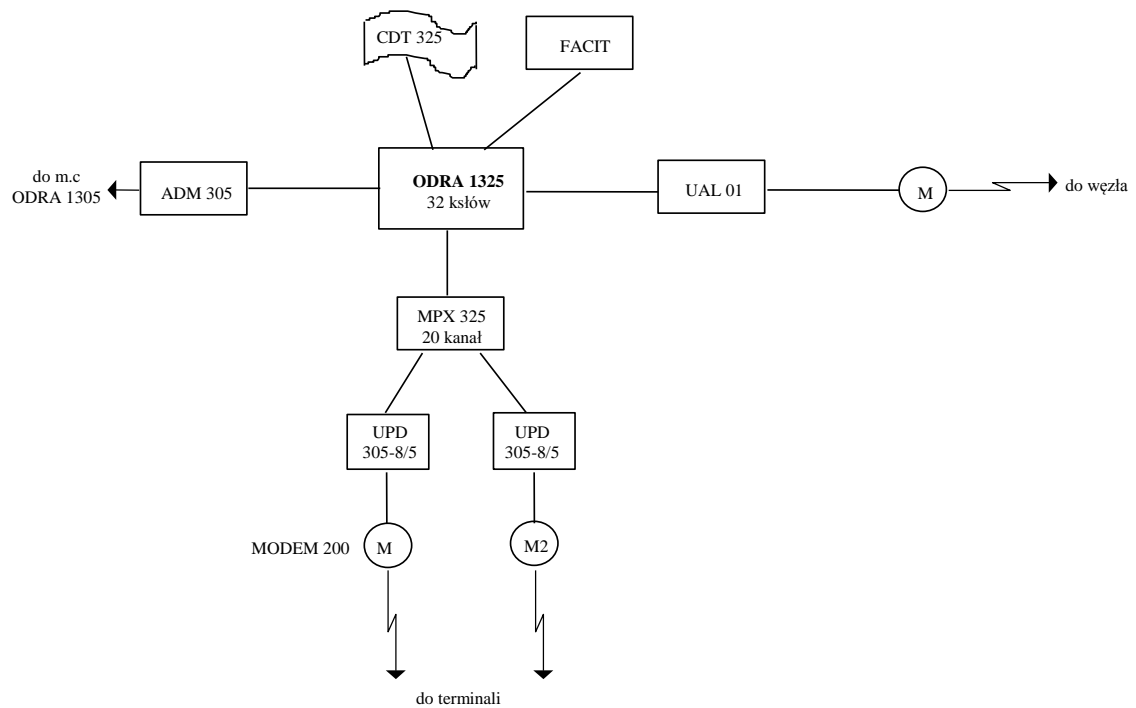 CDT 325
FACIT
do m.c
ODRA 1305
ADM 305
ODRA 1325
32 ksłów
UAL 01
M
do węzła
MPX 325
20 kanał
UPD
305-8/5
UPD
305-8/5
MODEM 200
M
M2
do terminali